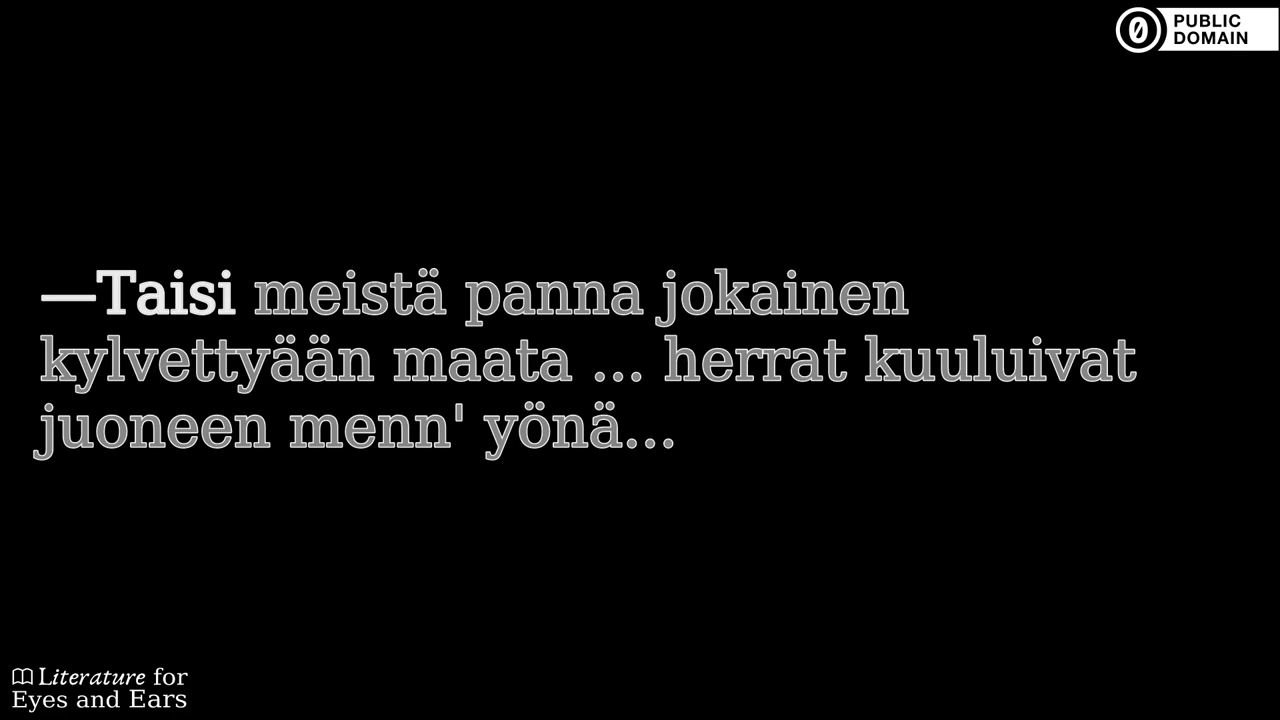 PUBLIC
DOMAIN
—Taisi meistä panna jokainen
kylvettyään maata ... herrat kuuluivat
juoneen menn' yönä...
Literature for
Eyes and Ears